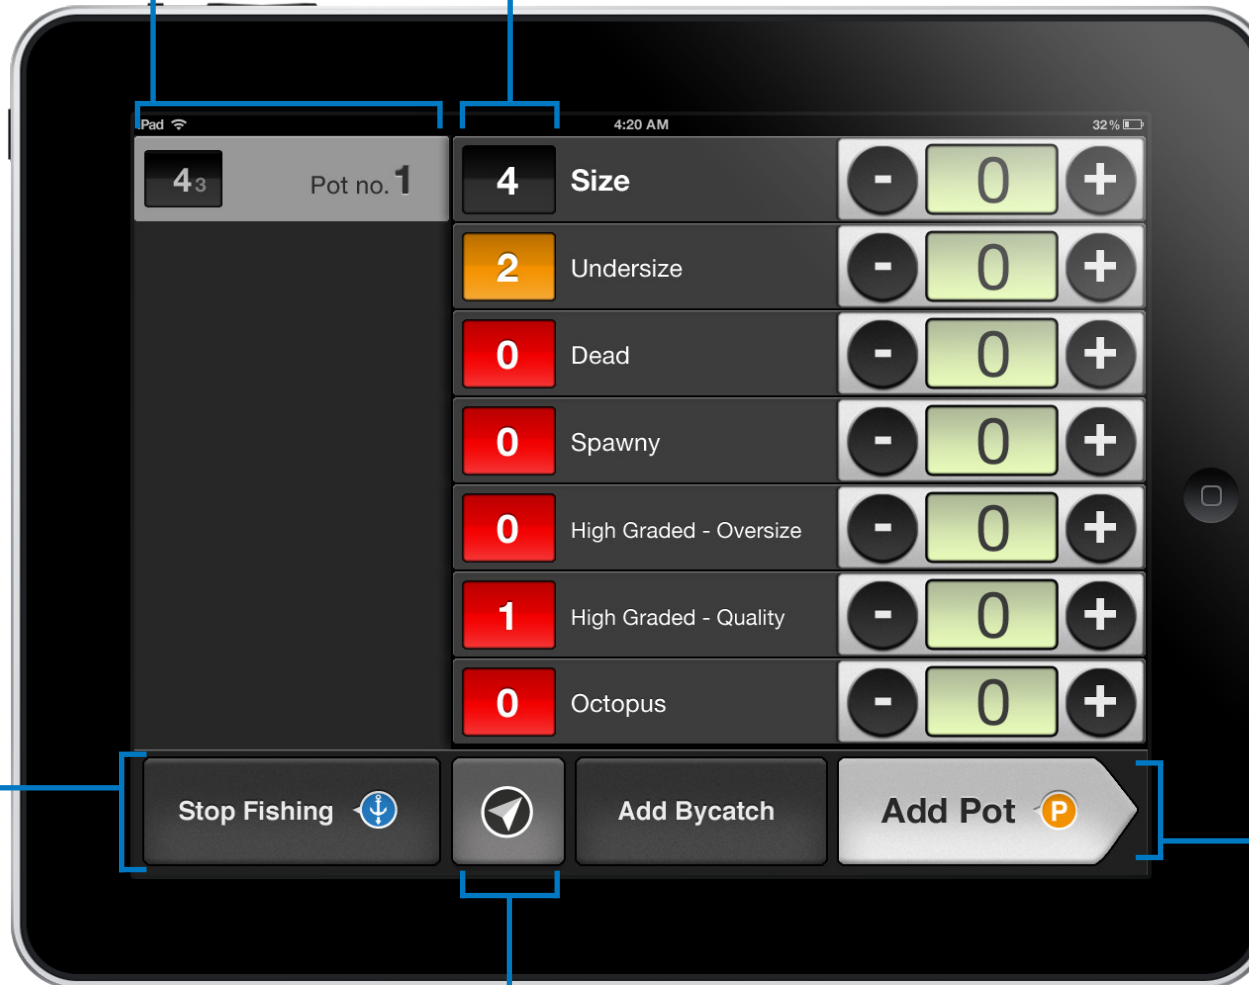 iPad 4:20 AM 32%
43 Pot no. 1
4 Size - 0 +
2 Undersize - 0 +
0 Dead - 0 +
0 Spawny - 0 +
0 High Graded - Oversize - 0 +
1 High Graded - Quality - 0 +
0 Octopus - 0 +
Stop Fishing Add Bycatch Add Pot P